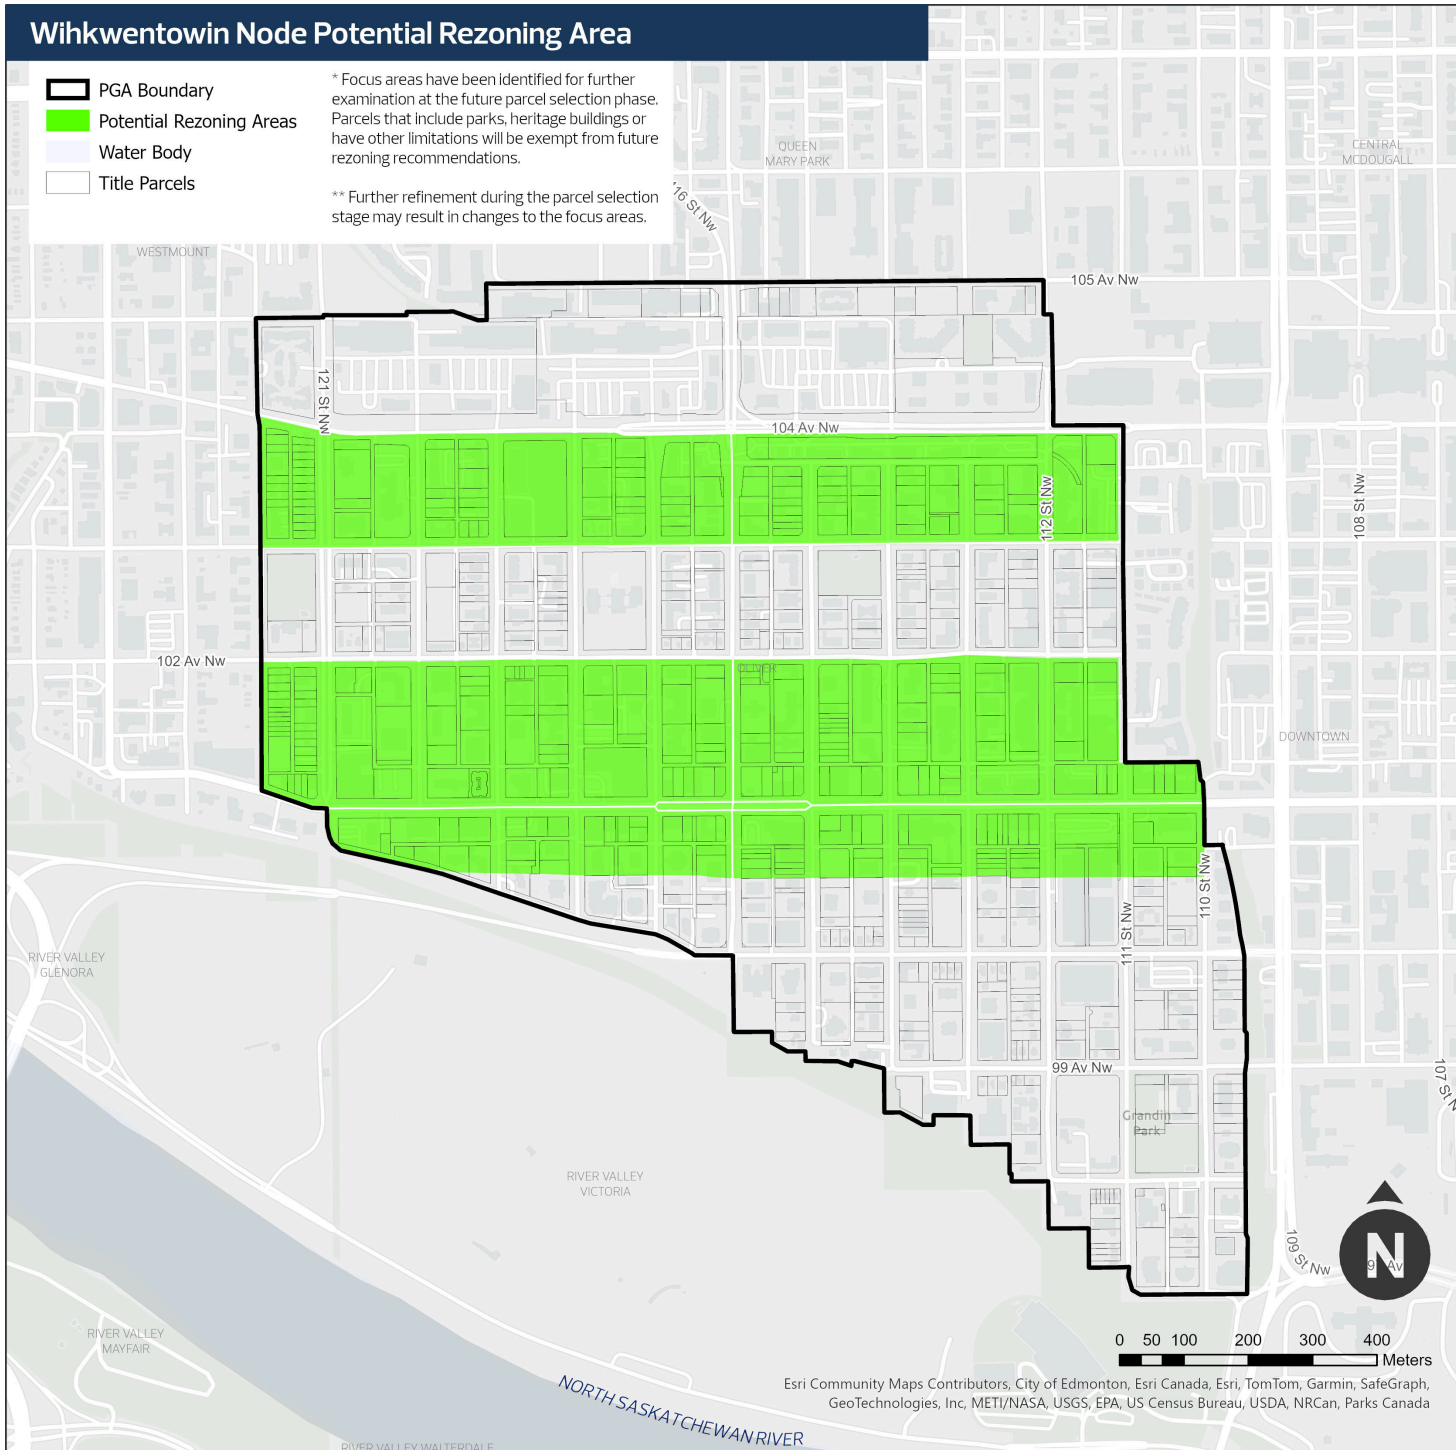 Wihkwentowin Node Potential Rezoning Area
PGA Boundary
Potential Rezoning Areas
Water Body
Title Parcels
* Focus areas have been identified for further
examination at the future parcel selection phase.
Parcels that include parks, heritage buildings or
have other limitations will be exempt from future
rezoning recommendations.
** Further refinement during the parcel selection
stage may result in changes to the focus areas.
QUEEN
MARY PARK
CENTRAL
MCDOUGALL
116 St Nw
WESTMOUNT
105 Av Nw
121 St Nw
104 Av Nw
112 St Nw
108 St Nw
102 Av Nw
OLIVER
DOWNTOWN
110 St Nw
111 St Nw
RIVER VALLEY
GLENORA
99 Av Nw
107 St N
Grandin
Park
RIVER VALLEY
VICTORIA
109 St Nw
N
Av
RIVER VALLEY
MAYFAIR
0 50 100 200 300 400
Meters
NORTH SASKATCHEWAN RIVER
Esri Community Maps Contributors, City of Edmonton, Esri Canada, Esri, TomTom, Garmin, SafeGraph,
GeoTechnologies, Inc, METI/NASA, USGS, EPA, US Census Bureau, USDA, NRCan, Parks Canada
RIVER VALLEY WALTERDALE